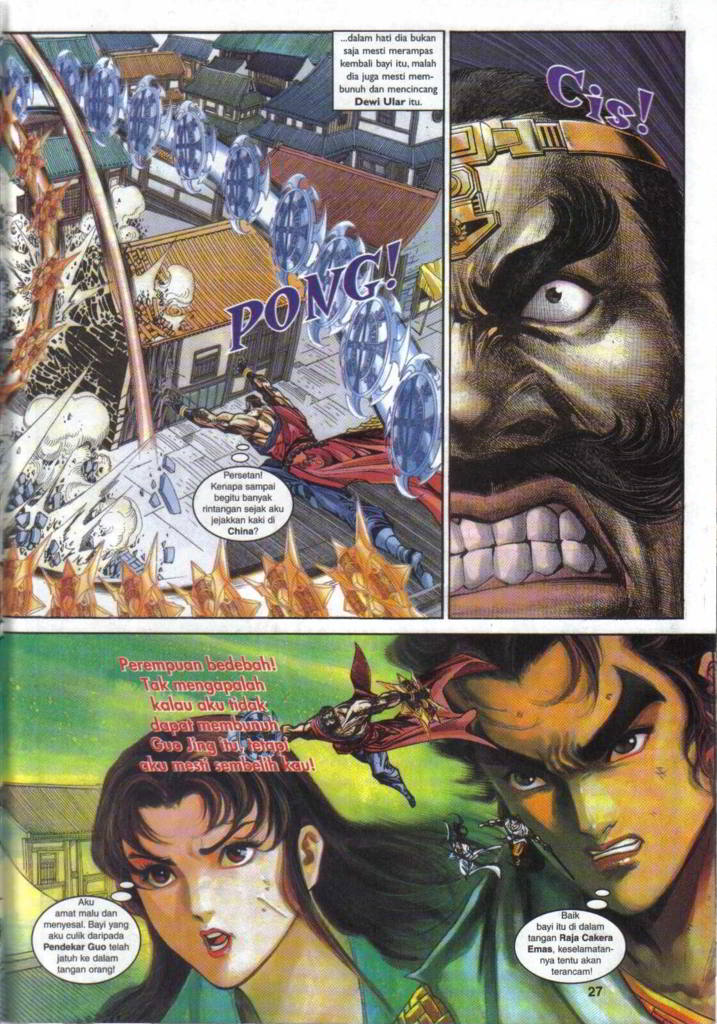 ...dalam hati dia bukan
saja mesti merampas
kembali bayi itu, malah
dia juga mesti mem-
bunuh dan mencincang
Dewi Ular itu.
Cis!
PONG!
Persetan!
Kenapa sampai
begitu banyak
rintangan sejak aku
jejakkan kaki di
China?
Perempuan bedebah!
Tak mengapalah
kalau aku tidak
dapat membunuh
Guo Jing itu, tetapi
aku mesti sembelih kau!
Aku
amat malu dan
menyesal. Bayi yang
aku culik daripada
Pendekar Guo telah
jatuh ke dalam
tangan orang!
Baik
bayi itu di dalam
tangan Raja Cakera
Emas, keselamatan-
nya tentu akan
terancam!
27